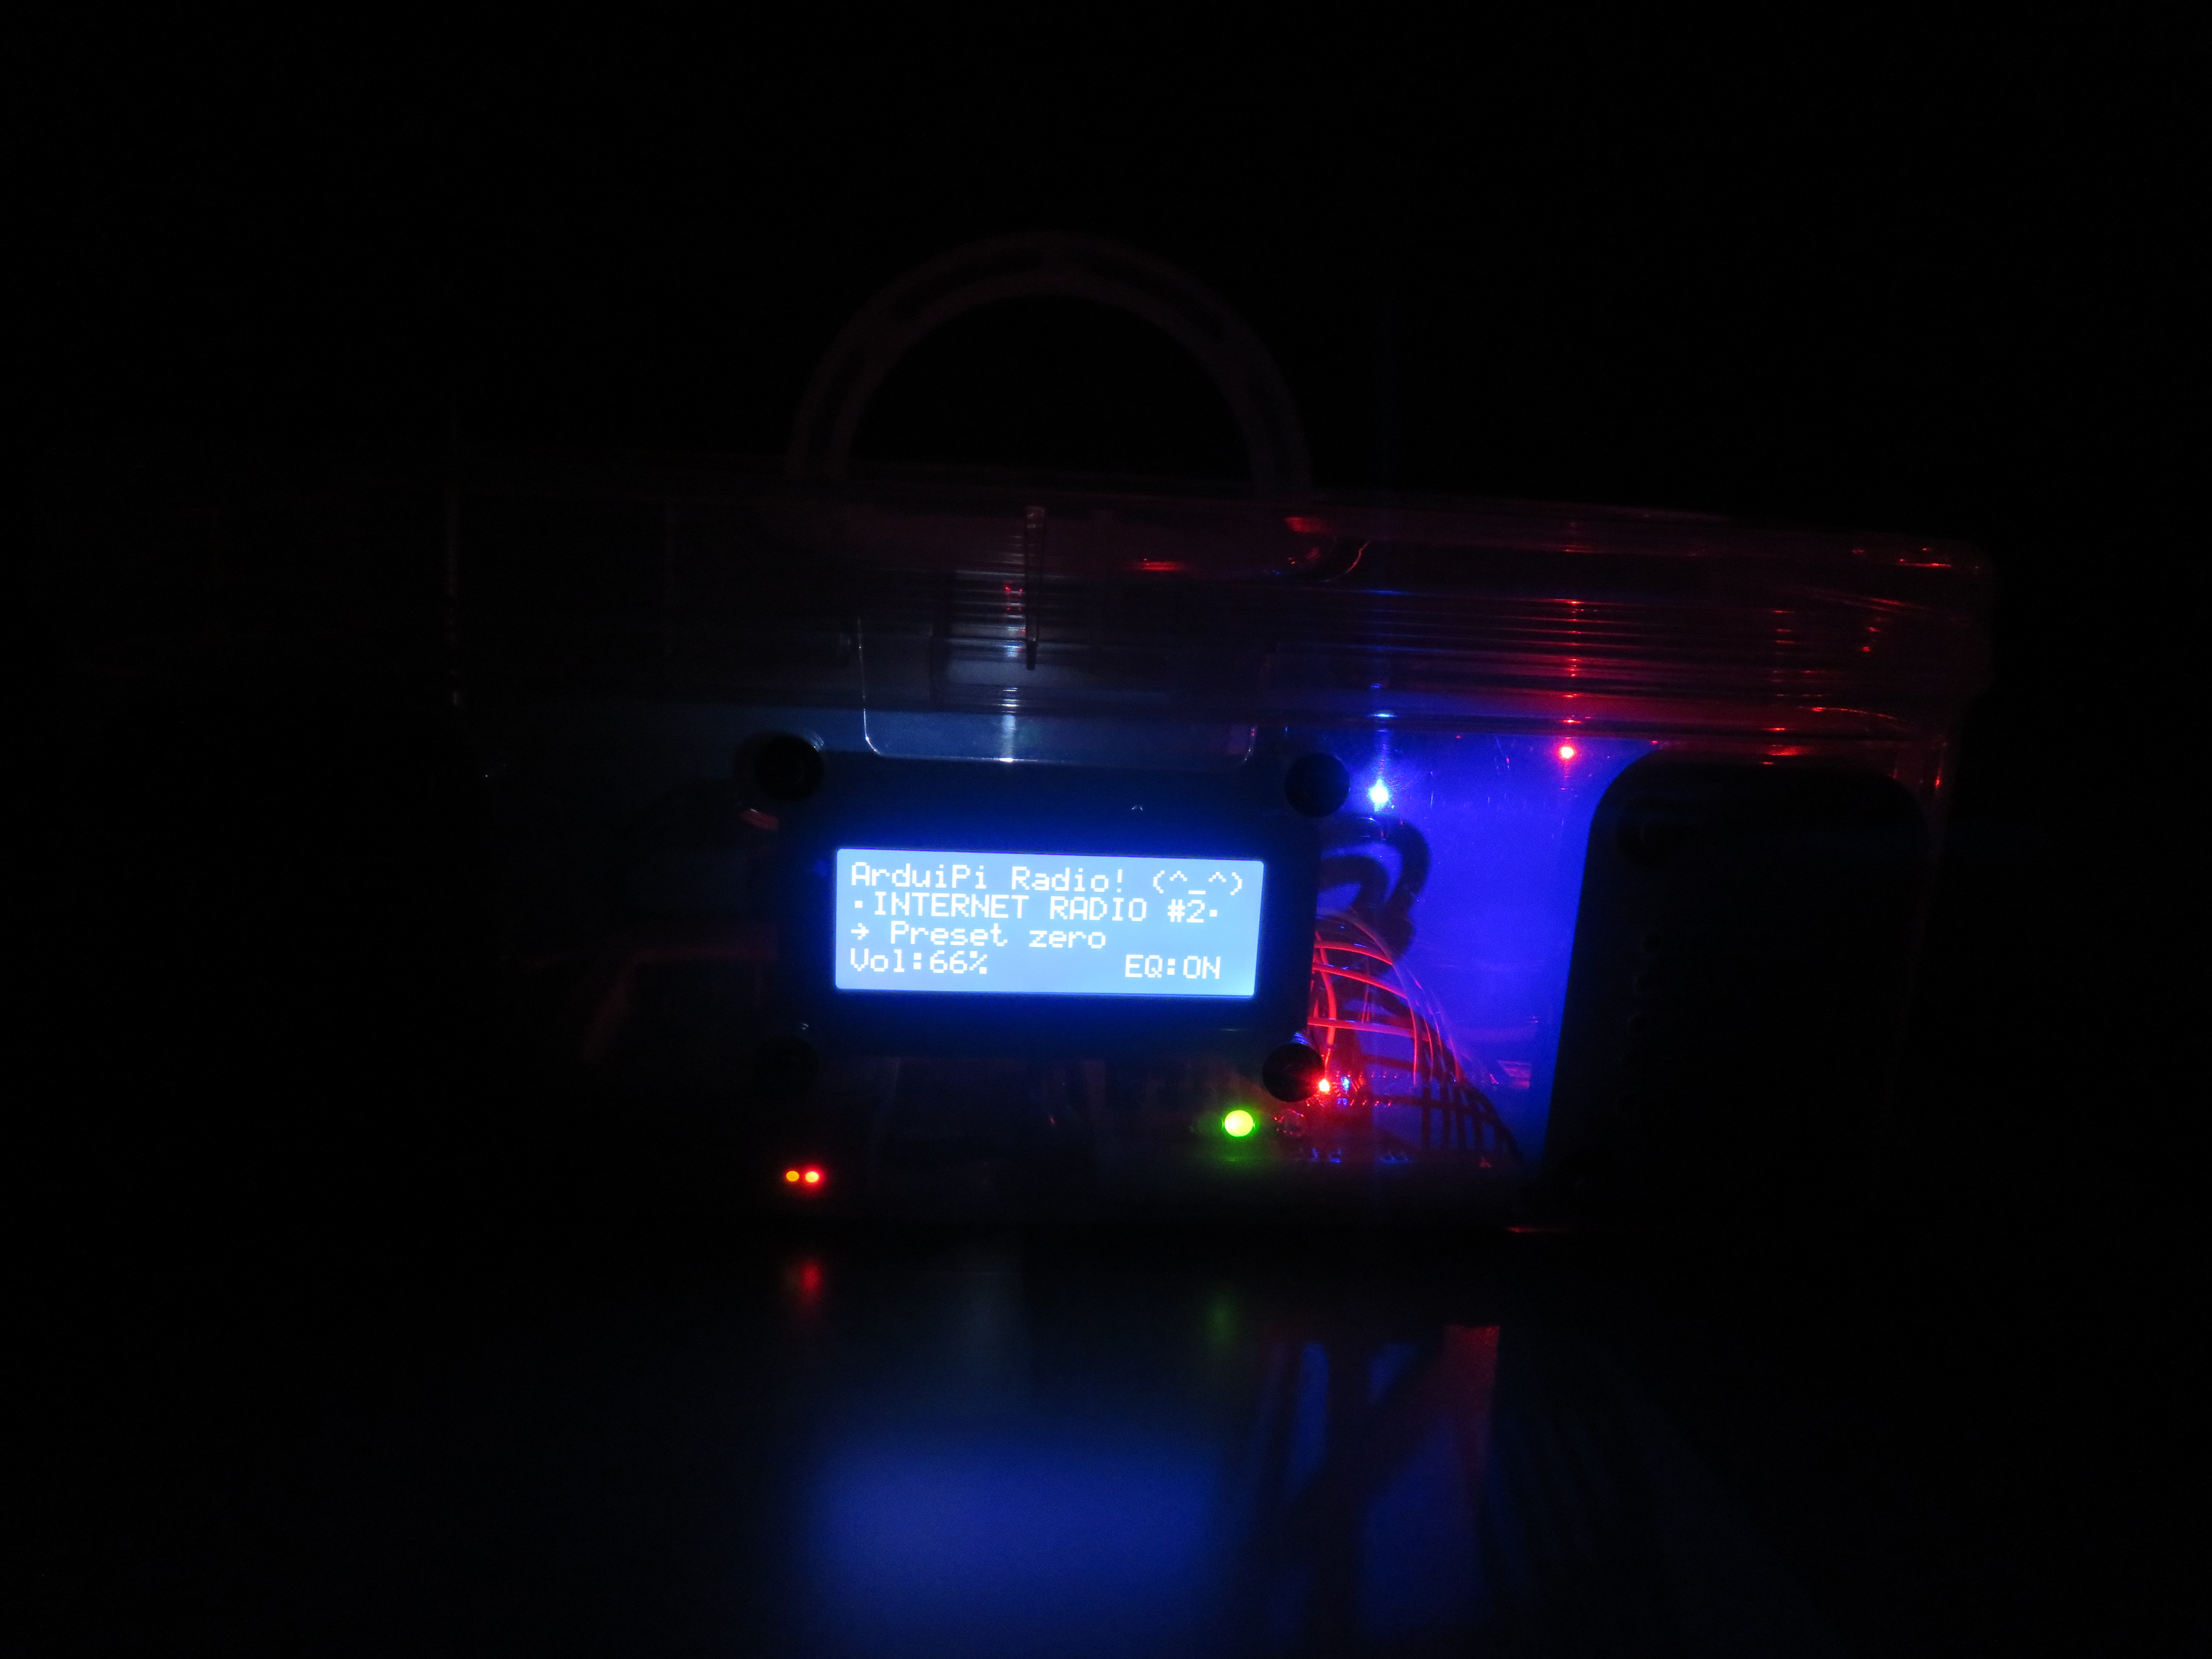 ArduiPi Radio! (^_^)
·INTERNET RADIO #2·
→ Preset zero
Vol:66% EQ:ON